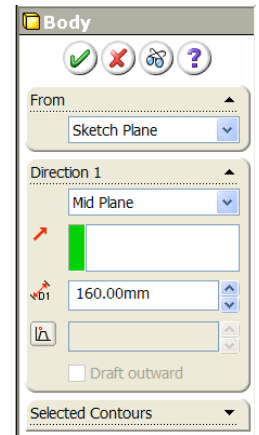 Body
?
From
Sketch Plane
Direction 1
Mid Plane
D1
160.00mm
Draft outward
Selected Contours